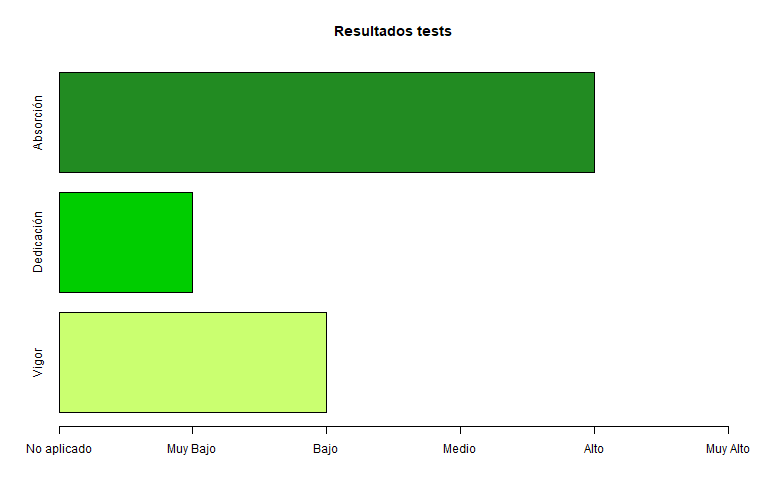 Resultados tests
Absorción
Dedicación
Vigor
No aplicado
Muy Bajo
Bajo
Medio
Alto
Muy Alto